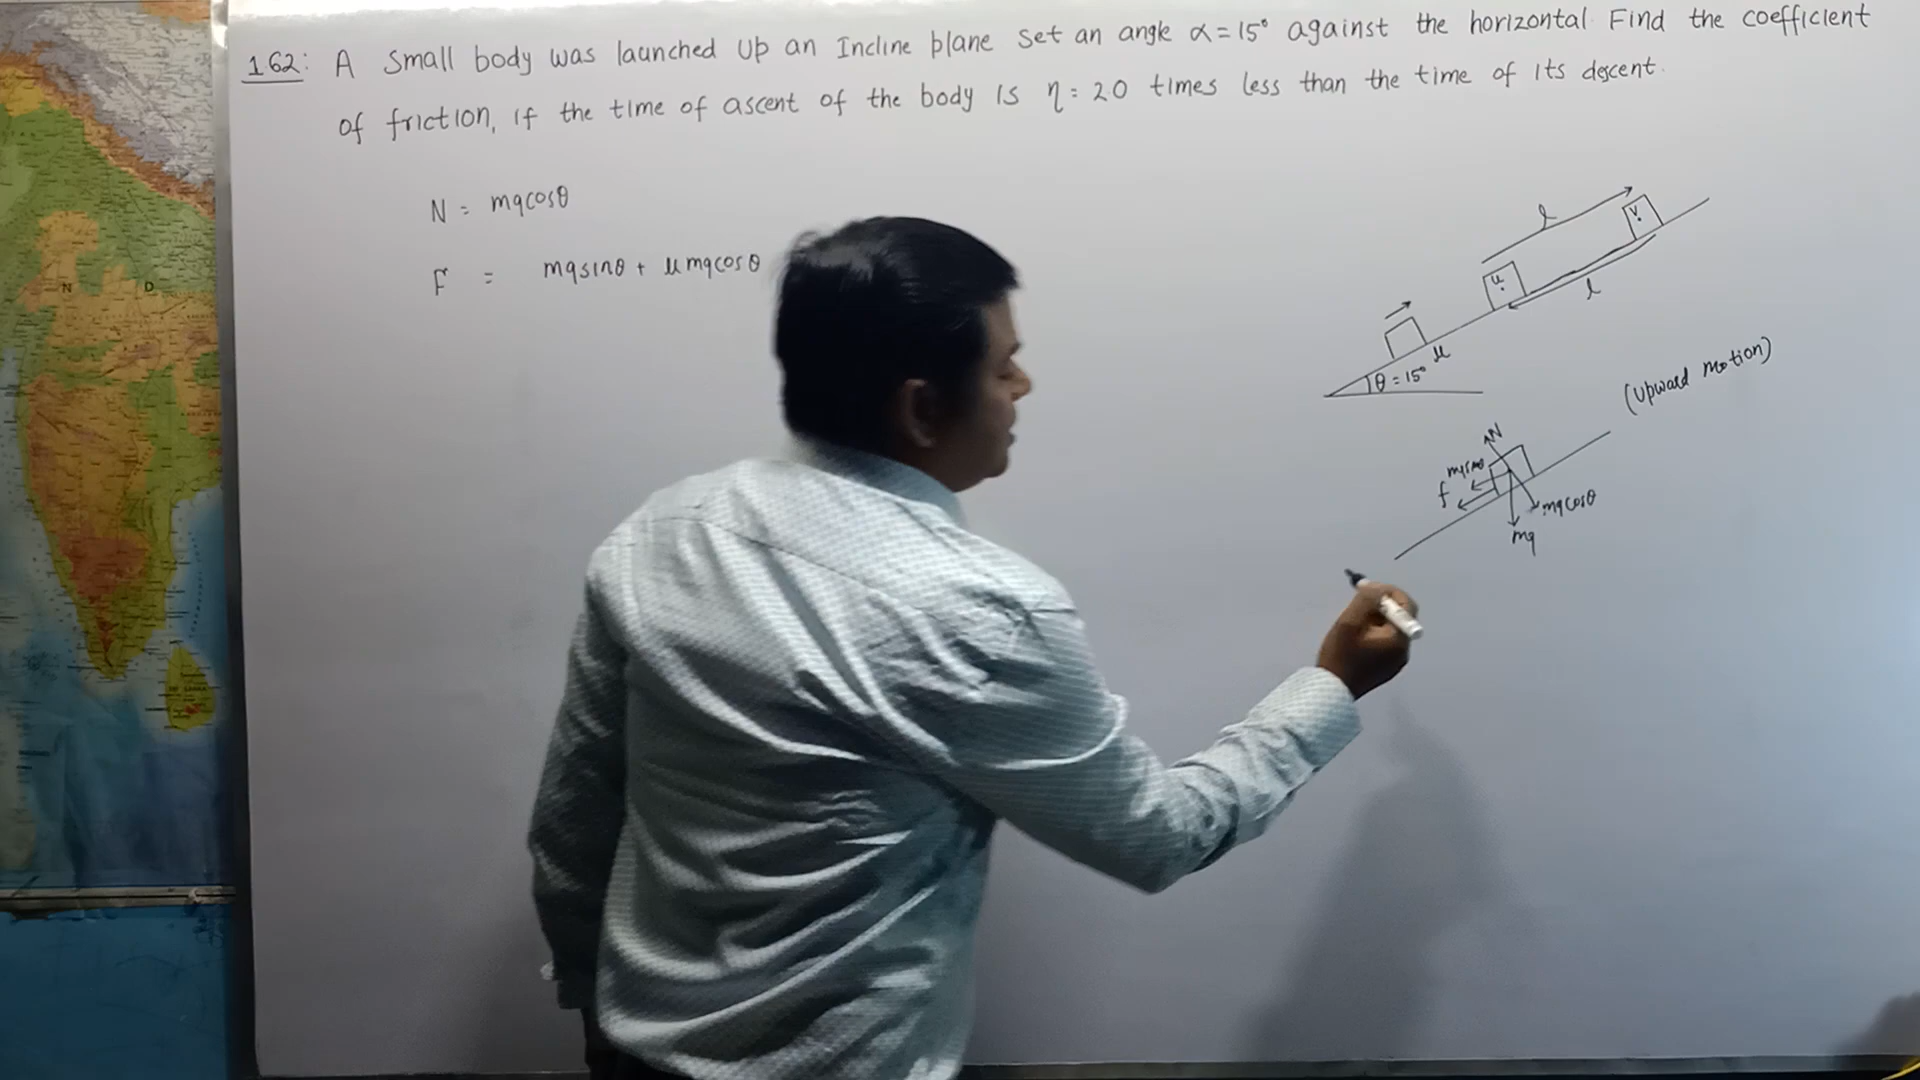 1.62: A small body was launched up an incline plane set an angle α = 15° against the horizontal. Find the coefficient
of friction, if the time of ascent of the body is η = 2.0 times less than the time of its descent.
N = mgcosθ
F = mgsinθ + μmgcosθ
l
v
u
l
μ
θ = 15°
(Upward Motion)
N
mgsinθ
f
mgcosθ
mg
N
D